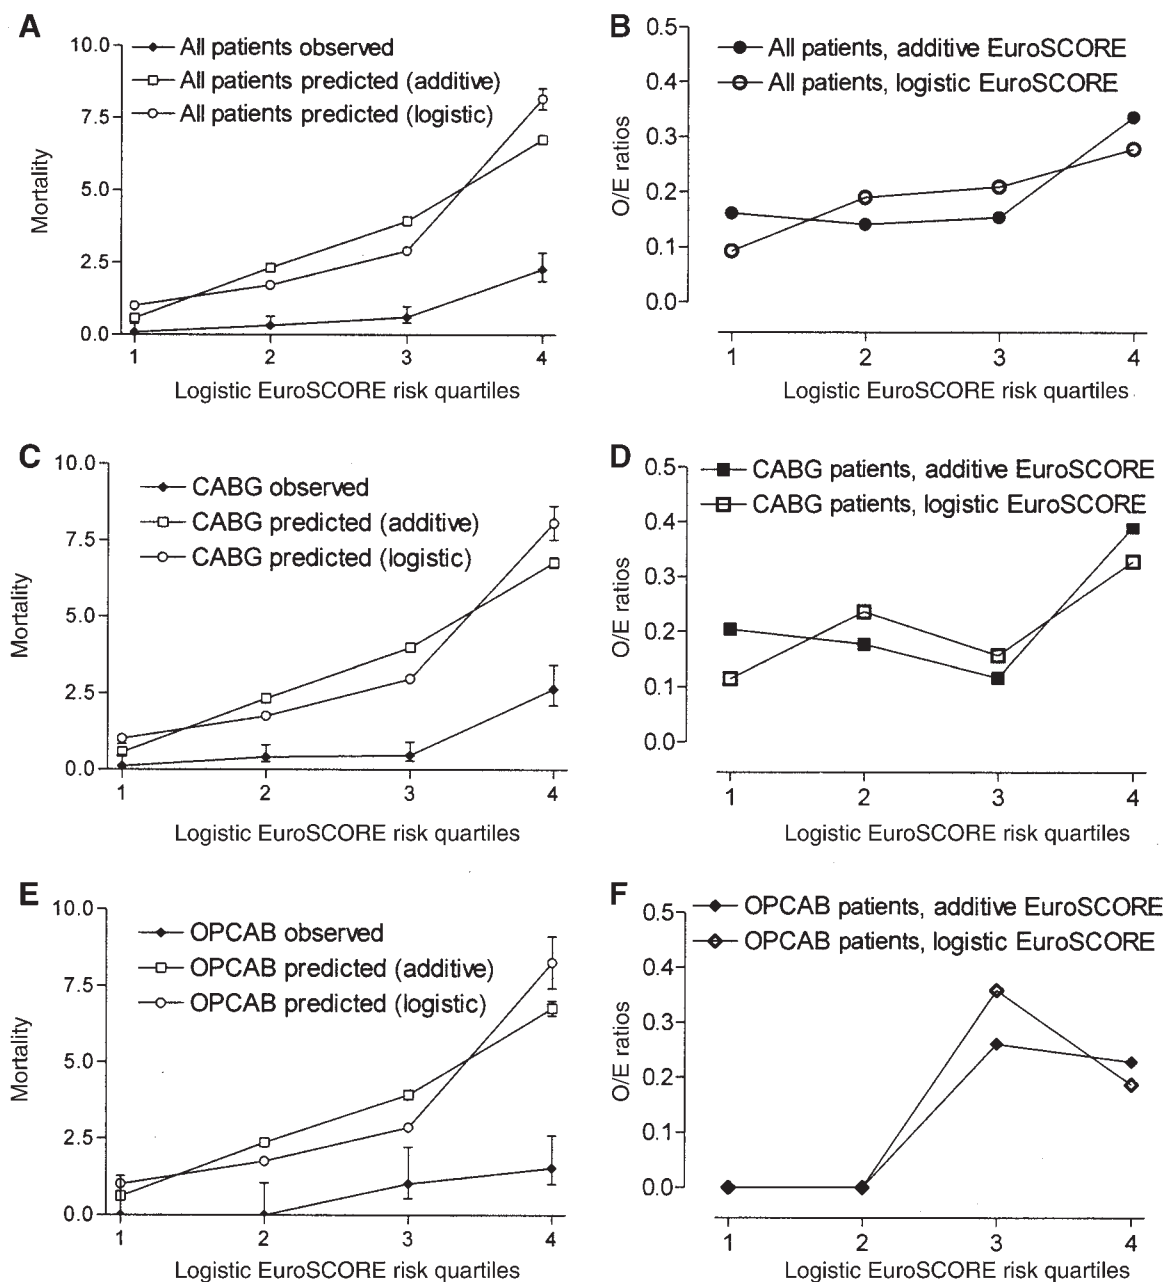 A
All patients observed
All patients predicted (additive)
All patients predicted (logistic)
10.0
7.5
5.0
2.5
0.0
Mortality
1 2 3 4
Logistic EuroSCORE risk quartiles
B
All patients, additive EuroSCORE
All patients, logistic EuroSCORE
0.5
0.4
0.3
0.2
0.1
0.0
O/E ratios
1 2 3 4
Logistic EuroSCORE risk quartiles
C
CABG observed
CABG predicted (additive)
CABG predicted (logistic)
10.0
7.5
5.0
2.5
0.0
Mortality
1 2 3 4
Logistic EuroSCORE risk quartiles
D
CABG patients, additive EuroSCORE
CABG patients, logistic EuroSCORE
0.5
0.4
0.3
0.2
0.1
0.0
O/E ratios
1 2 3 4
Logistic EuroSCORE risk quartiles
E
OPCAB observed
OPCAB predicted (additive)
OPCAB predicted (logistic)
10.0
7.5
5.0
2.5
0.0
Mortality
1 2 3 4
Logistic EuroSCORE risk quartiles
F
OPCAB patients, additive EuroSCORE
OPCAB patients, logistic EuroSCORE
0.5
0.4
0.3
0.2
0.1
0.0
O/E ratios
1 2 3 4
Logistic EuroSCORE risk quartiles